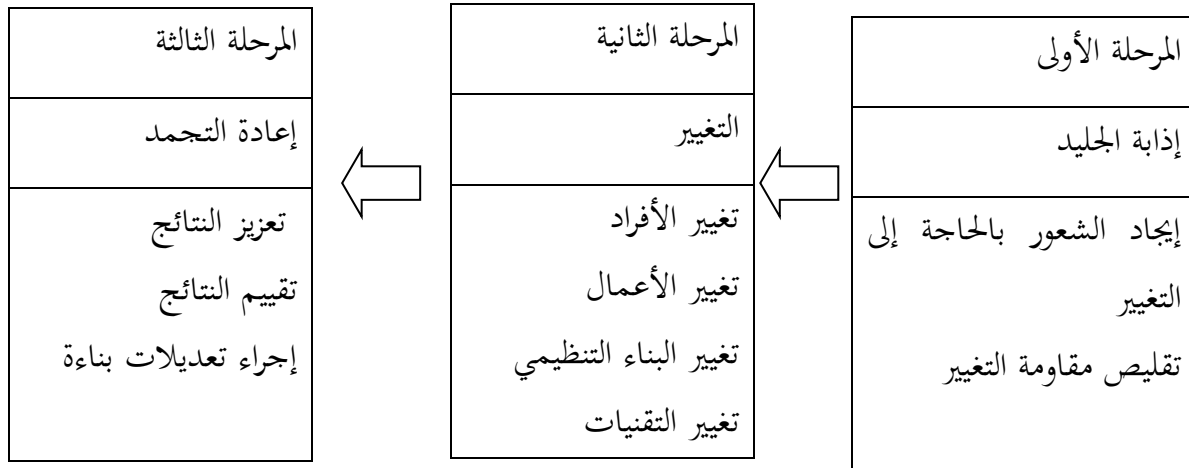 المرحلة الأولى
إذابة الجليد
إيجاد الشعور بالحاجة إلى
التغيير
تقليص مقاومة التغيير
المرحلة الثانية
التغيير
تغيير الأفراد
تغيير الأعمال
تغيير البناء التنظيمي
تغيير التقنيات
المرحلة الثالثة
إعادة التجمد
تعزيز النتائج
تقييم النتائج
إجراء تعديلات بناءة